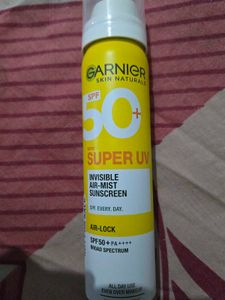 GARNIER
SKIN NATURALS
SPF
50+
SUPER UV
INVISIBLE
AIR-MIST
SUNSCREEN
SPF. EVERY. DAY.
AIR-LOCK
SPF 50+ PA++++
BROAD SPECTRUM
ALL DAY USE
EVEN OVER MAKEUP